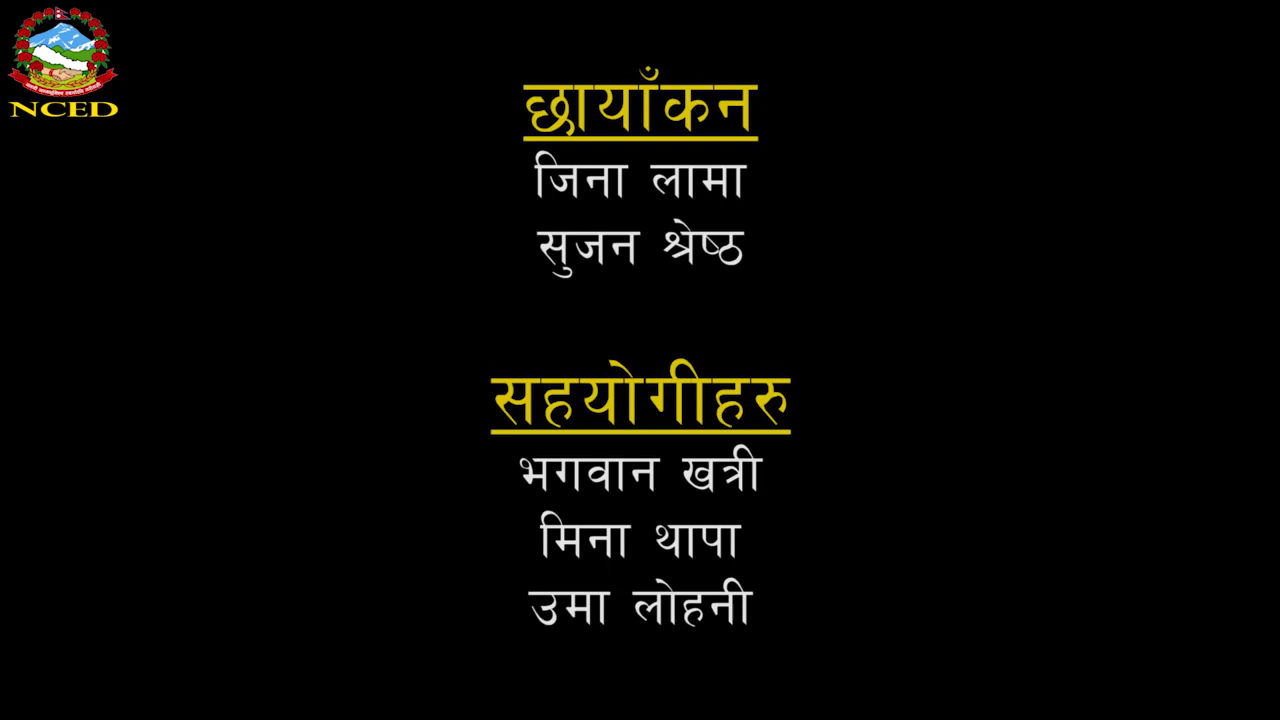 NCED
छायाँकन
जिना लामा
सुजन श्रेष्ठ
सहयोगीहरु
भगवान खत्री
मिना थापा
उमा लोहनी